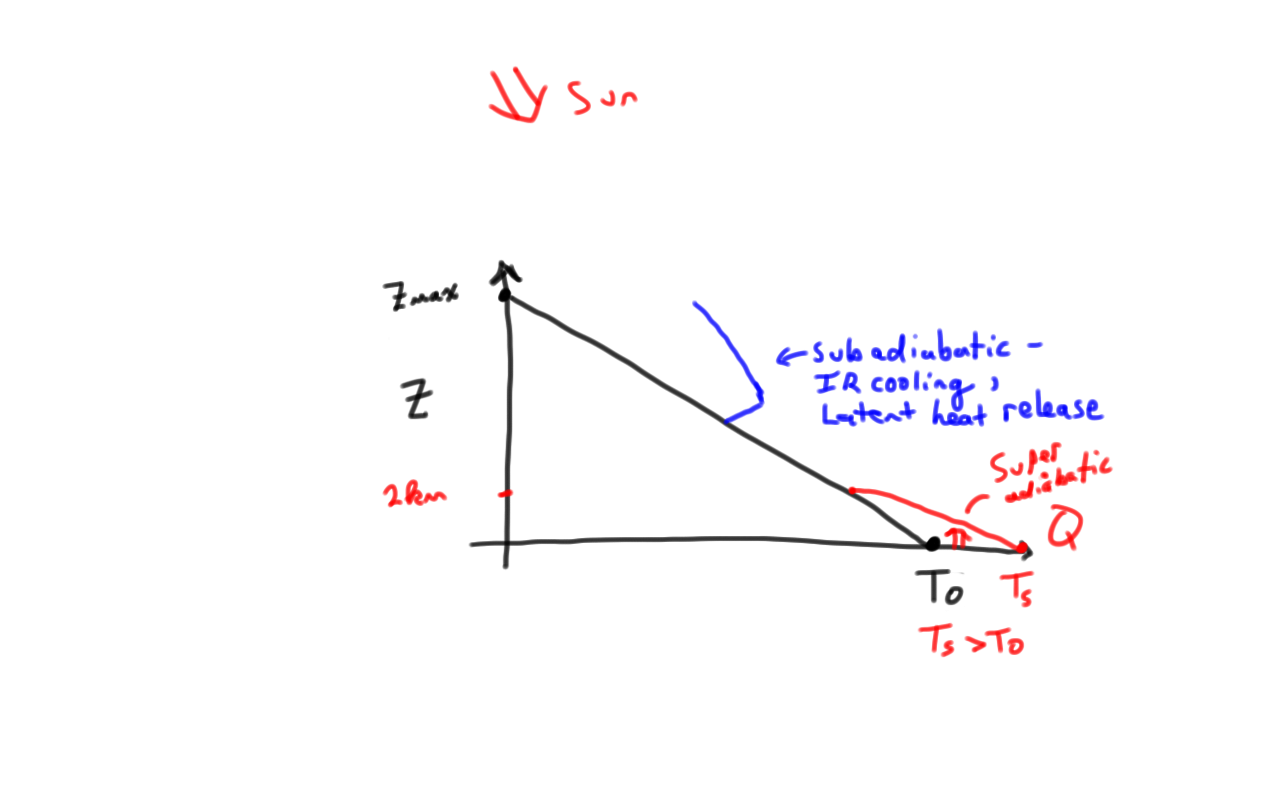 Sun
Zmax
Z
← Subadiabatic -
IR cooling,
Latent heat release
Super
adiabatic
2km
Q
To
Ts
Ts > To